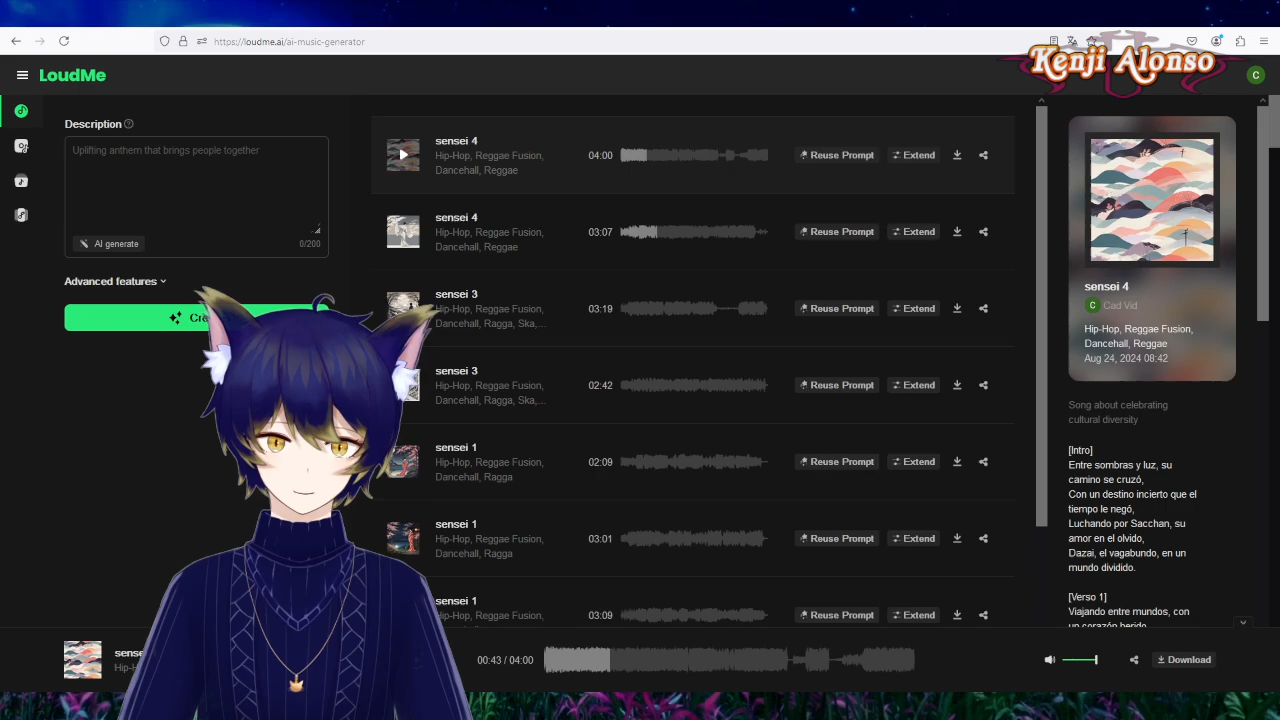 https://loudme.ai/ai-music-generator
Kenji Alonso
LoudMe
C
Description
Uplifting anthem that brings people together
AI generate
0/200
Advanced features
Cre
sensei 4
Hip-Hop, Reggae Fusion,
Dancehall, Reggae
04:00
Reuse Prompt
Extend
sensei 4
Hip-Hop, Reggae Fusion,
Dancehall, Reggae
03:07
Reuse Prompt
Extend
sensei 3
Hip-Hop, Reggae Fusion,
Dancehall, Ragga, Ska,...
03:19
Reuse Prompt
Extend
sensei 3
Hip-Hop, Reggae Fusion,
Dancehall, Ragga, Ska,...
02:42
Reuse Prompt
Extend
sensei 1
Hip-Hop, Reggae Fusion,
Dancehall, Ragga
02:09
Reuse Prompt
Extend
sensei 1
Hip-Hop, Reggae Fusion,
Dancehall, Ragga
03:01
Reuse Prompt
Extend
sensei 1
Hip-Hop, Reggae Fusion,
03:09
Reuse Prompt
Extend
sensei 4
C Cad Vid
Hip-Hop, Reggae Fusion,
Dancehall, Reggae
Aug 24, 2024 08:42
Song about celebrating
cultural diversity
[Intro]
Entre sombras y luz, su
camino se cruzó,
Con un destino incierto que el
tiempo le negó,
Luchando por Sacchan, su
amor en el olvido,
Dazai, el vagabundo, en un
mundo dividido.
[Verso 1]
Viajando entre mundos, con
un corazón herido
sense
Hip-H
00:43 / 04:00
Download